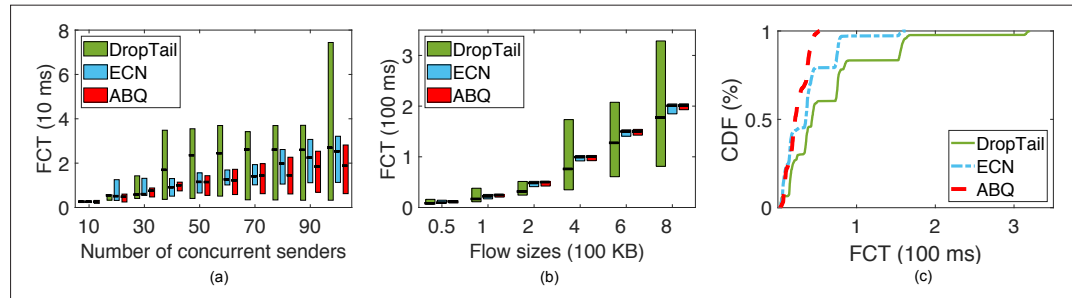 FCT (10 ms)
8
6
4
2
0
DropTail
ECN
ABQ
10 30 50 70 90
Number of concurrent senders
(a)
FCT (100 ms)
3
2
1
0
DropTail
ECN
ABQ
0.5 1 2 4 6 8
Flow sizes (100 KB)
(b)
CDF (%)
1
0.5
0
DropTail
ECN
ABQ
1 2 3
FCT (100 ms)
(c)